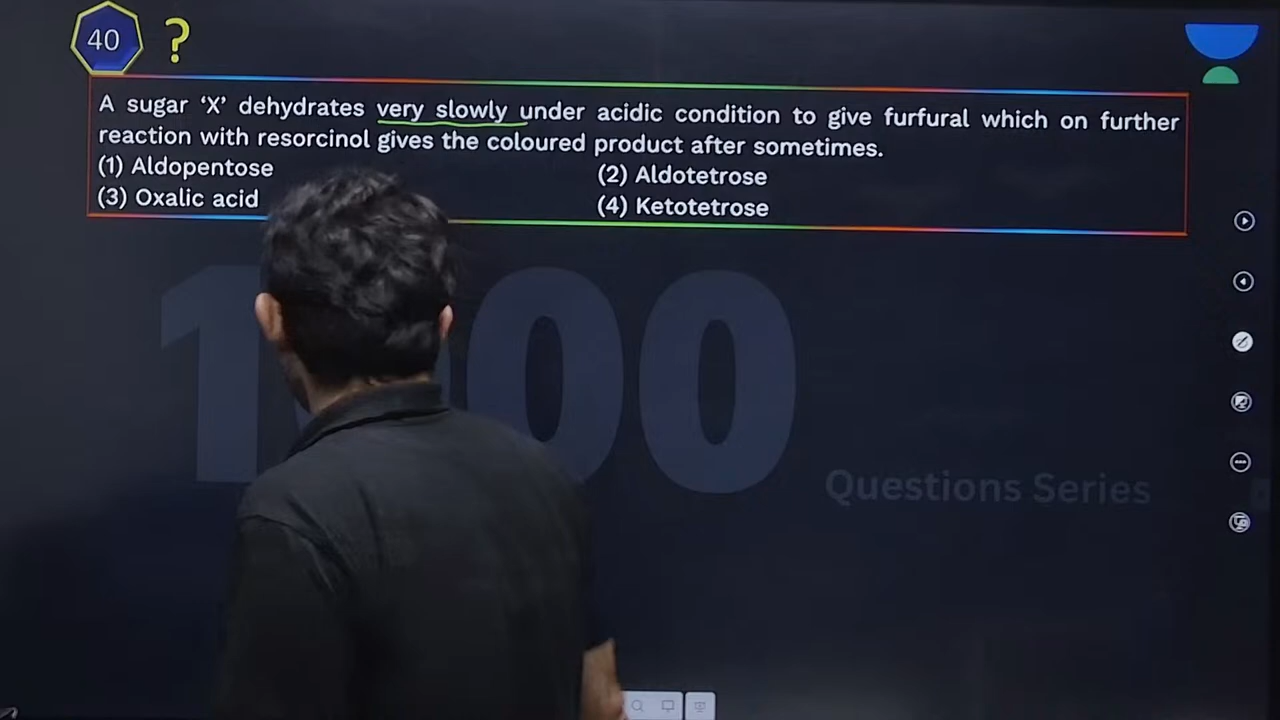 40 ?
A sugar ‘X’ dehydrates very slowly under acidic condition to give furfural which on further
reaction with resorcinol gives the coloured product after sometimes.
(1) Aldopentose (2) Aldotetrose
(3) Oxalic acid (4) Ketotetrose
Questions Series